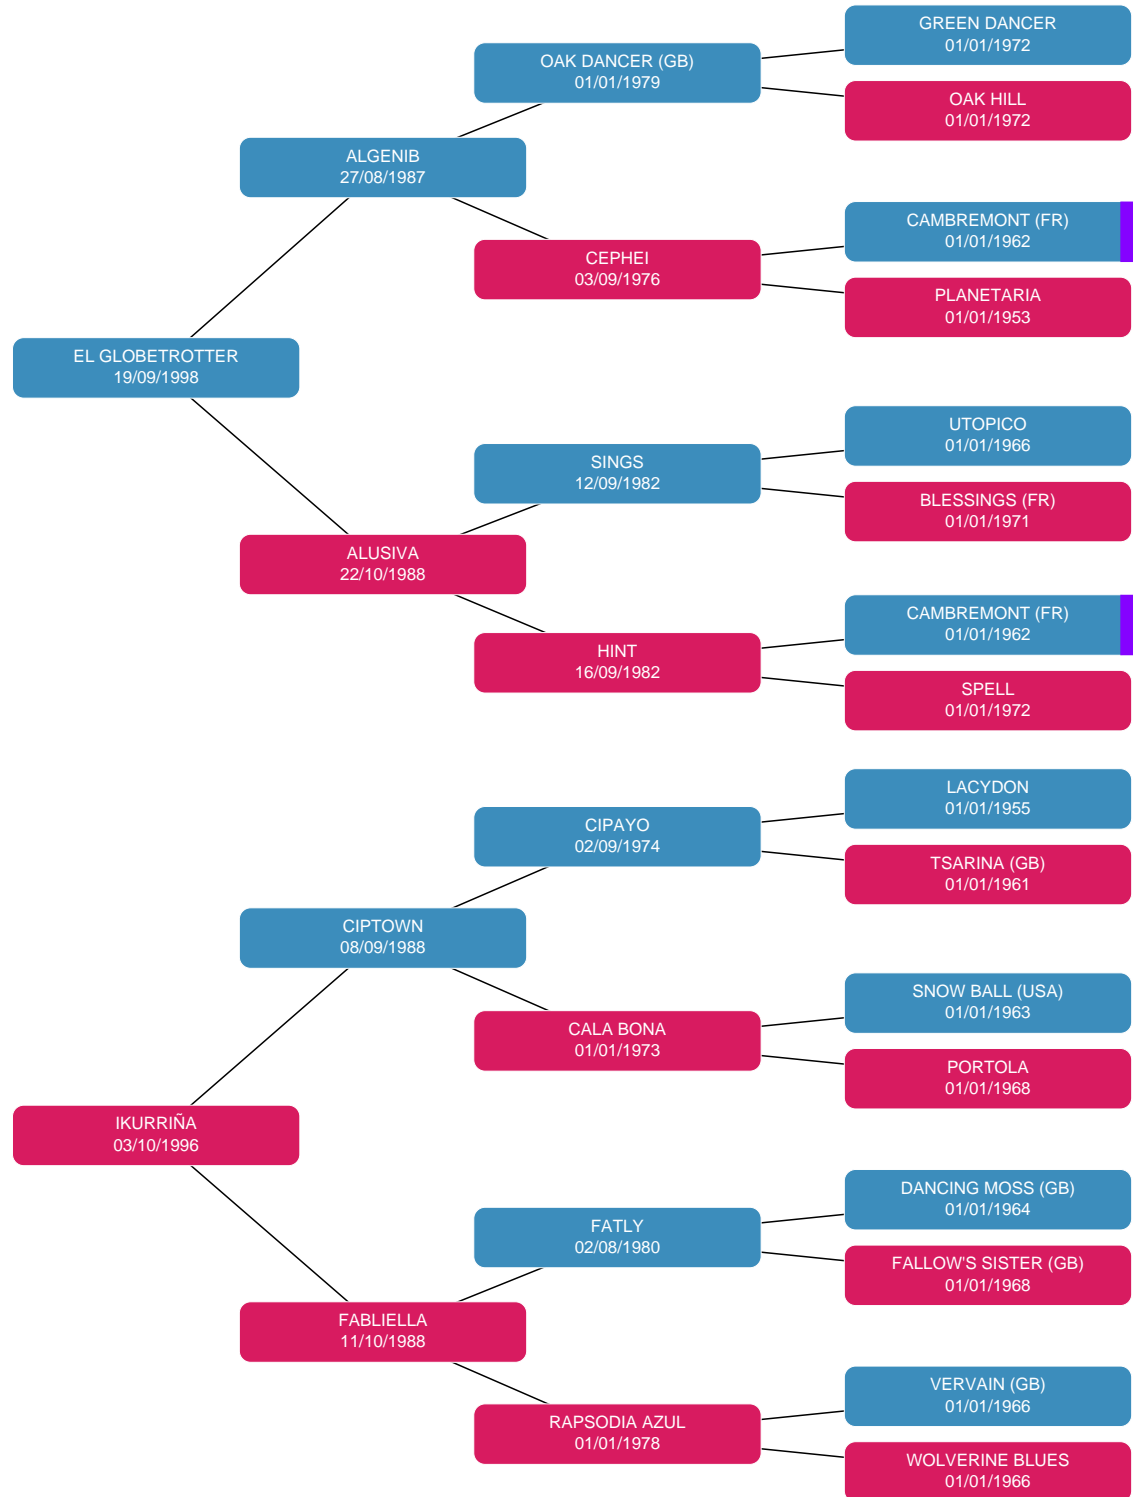 GREEN DANCER
01/01/1972
OAK DANCER (GB)
01/01/1979
OAK HILL
01/01/1972
ALGENIB
27/08/1987
CAMBREMONT (FR)
01/01/1962
CEPHEI
03/09/1976
PLANETARIA
01/01/1953
EL GLOBETROTTER
19/09/1998
UTOPICO
01/01/1966
SINGS
12/09/1982
BLESSINGS (FR)
01/01/1971
ALUSIVA
22/10/1988
CAMBREMONT (FR)
01/01/1962
HINT
16/09/1982
SPELL
01/01/1972
LACYDON
01/01/1955
CIPAYO
02/09/1974
TSARINA (GB)
01/01/1961
CIPTOWN
08/09/1988
SNOW BALL (USA)
01/01/1963
CALA BONA
01/01/1973
PORTOLA
01/01/1968
IKURRIÑA
03/10/1996
DANCING MOSS (GB)
01/01/1964
FATLY
02/08/1980
FALLOW'S SISTER (GB)
01/01/1968
FABLIELLA
11/10/1988
VERVAIN (GB)
01/01/1966
RAPSODIA AZUL
01/01/1978
WOLVERINE BLUES
01/01/1966